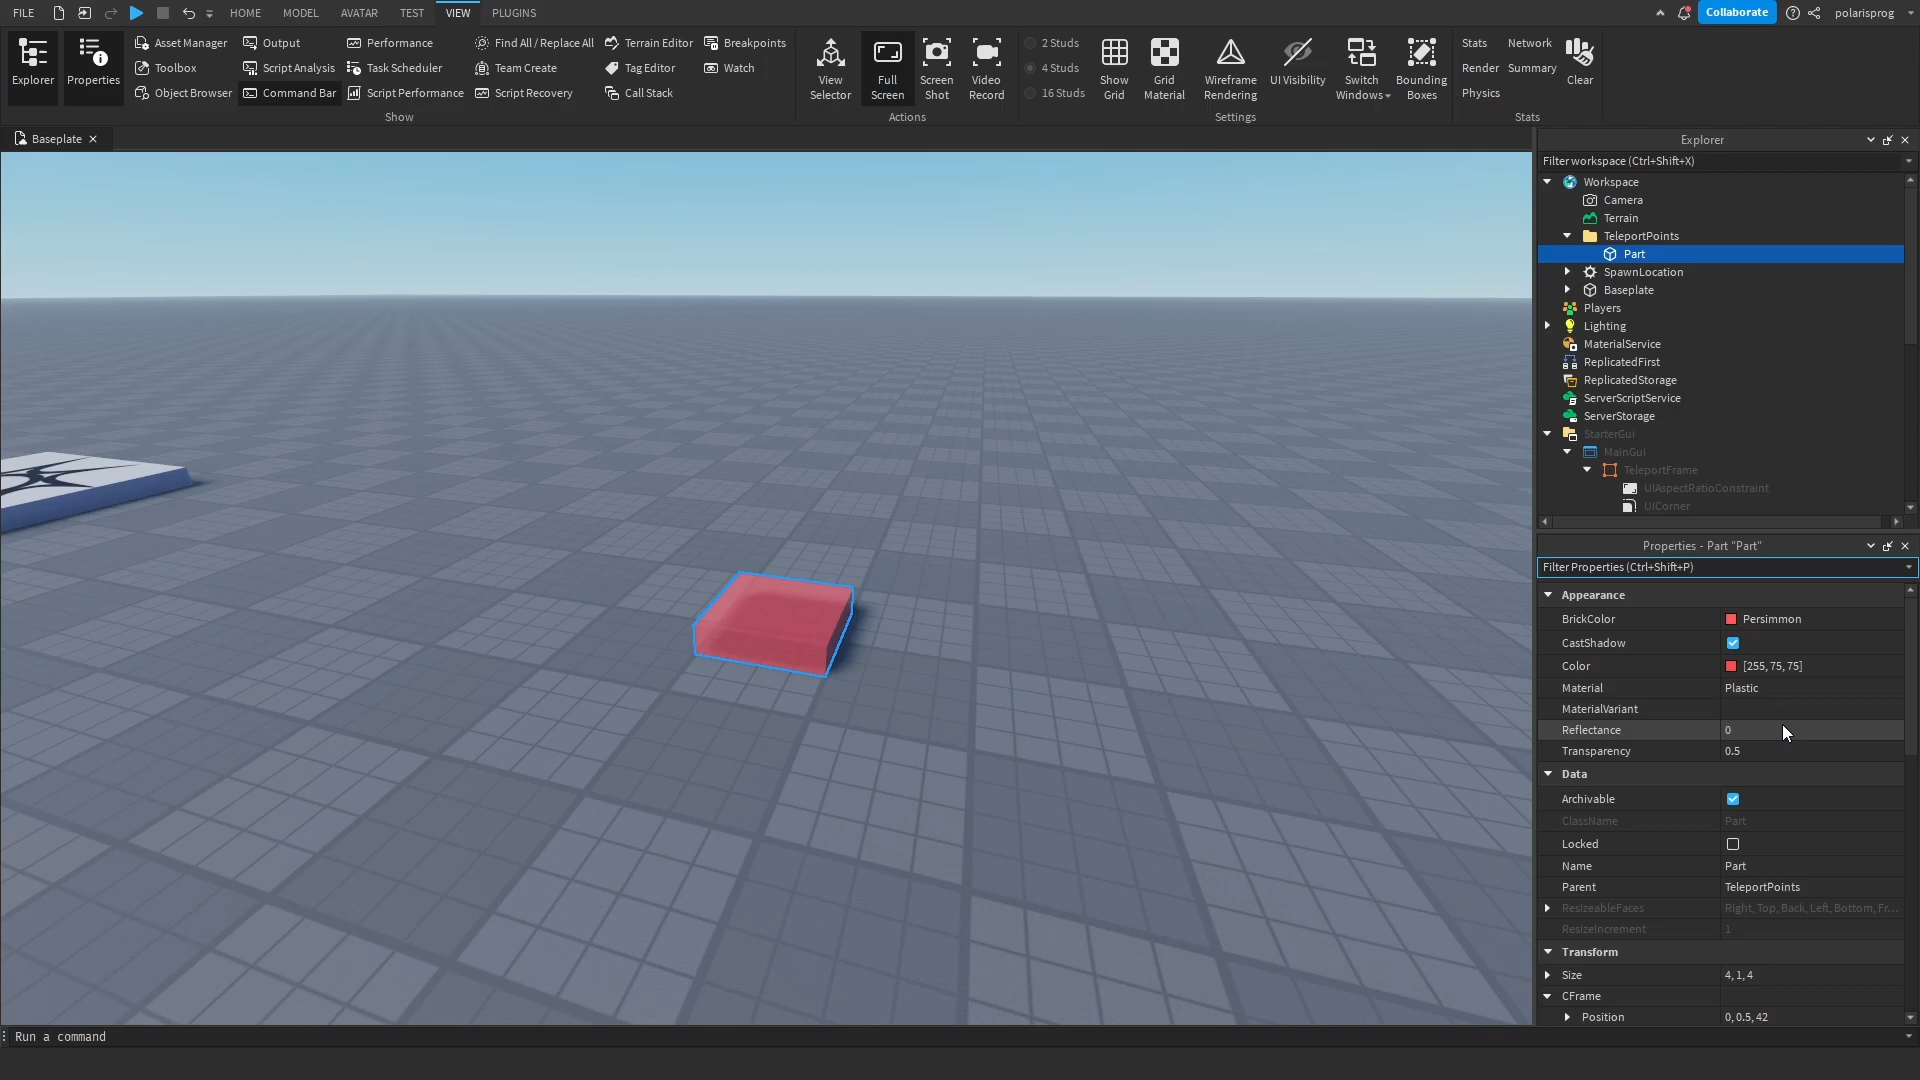 FILE HOME MODEL AVATAR TEST VIEW PLUGINS Collaborate polarisprog
Explorer
Properties
Asset Manager
Toolbox
Object Browser
Output
Script Analysis
Command Bar
Performance
Task Scheduler
Script Performance
Find All / Replace All
Team Create
Script Recovery
Terrain Editor
Tag Editor
Call Stack
Breakpoints
Watch
Show
View
Selector
Full
Screen
Screen
Shot
Video
Record
Actions
2 Studs
4 Studs
16 Studs
Show
Grid
Grid
Material
Wireframe
Rendering
UI Visibility
Switch
Windows
Bounding
Boxes
Settings
Stats
Render
Physics
Network
Summary
Clear
Stats
Baseplate
Explorer
Filter workspace (Ctrl+Shift+X)
Workspace
Camera
Terrain
TeleportPoints
Part
SpawnLocation
Baseplate
Players
Lighting
MaterialService
ReplicatedFirst
ReplicatedStorage
ServerScriptService
ServerStorage
StarterGui
MainGui
TeleportFrame
UIAspectRatioConstraint
UICorner
Properties - Part "Part"
Filter Properties (Ctrl+Shift+P)
Appearance
BrickColor Persimmon
CastShadow
Color [255, 75, 75]
Material Plastic
MaterialVariant
Reflectance 0
Transparency 0.5
Data
Archivable
ClassName Part
Locked
Name Part
Parent TeleportPoints
ResizeableFaces Right, Top, Back, Left, Bottom, Fr...
ResizeIncrement 1
Transform
Size 4, 1, 4
CFrame
Position 0, 0.5, 42
Run a command